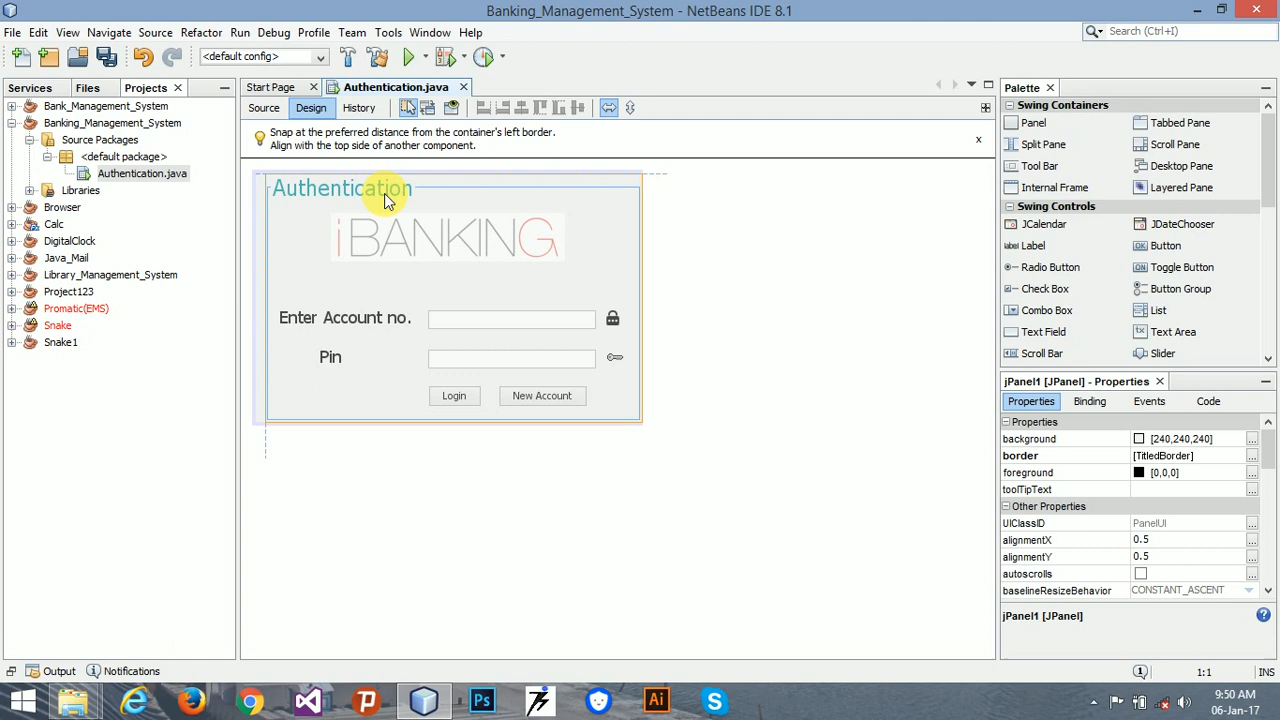 Banking_Management_System - NetBeans IDE 8.1
File Edit View Navigate Source Refactor Run Debug Profile Team Tools Window Help
Search (Ctrl+I)
<default config>
Services Files Projects
Start Page Authentication.java
Palette
Source Design History
Snap at the preferred distance from the container's left border.
Align with the top side of another component.
x
Bank_Management_System
Banking_Management_System
Source Packages
<default package>
Authentication.java
Libraries
Browser
Calc
DigitalClock
Java_Mail
Library_Management_System
Project123
Promatic(EMS)
Snake
Snake1
Authentication
iBANKING
Enter Account no.
Pin
Login New Account
Swing Containers
Panel Tabbed Pane
Split Pane Scroll Pane
Tool Bar Desktop Pane
Internal Frame Layered Pane
Swing Controls
JCalendar JDateChooser
label Label OK Button
Radio Button ON Toggle Button
Check Box Button Group
Combo Box List
Text Field Text Area
Scroll Bar Slider
jPanel1 [JPanel] - Properties
Properties Binding Events Code
Properties
background [240,240,240] ...
border [TitledBorder] ...
foreground [0,0,0] ...
toolTipText ...
Other Properties
UIClassID PanelUI ...
alignmentX 0.5 ...
alignmentY 0.5 ...
autoscrolls ...
baselineResizeBehavior CONSTANT_ASCENT
jPanel1 [JPanel]
Output Notifications
1:1 INS
Ps Ai
9:50 AM
06-Jan-17